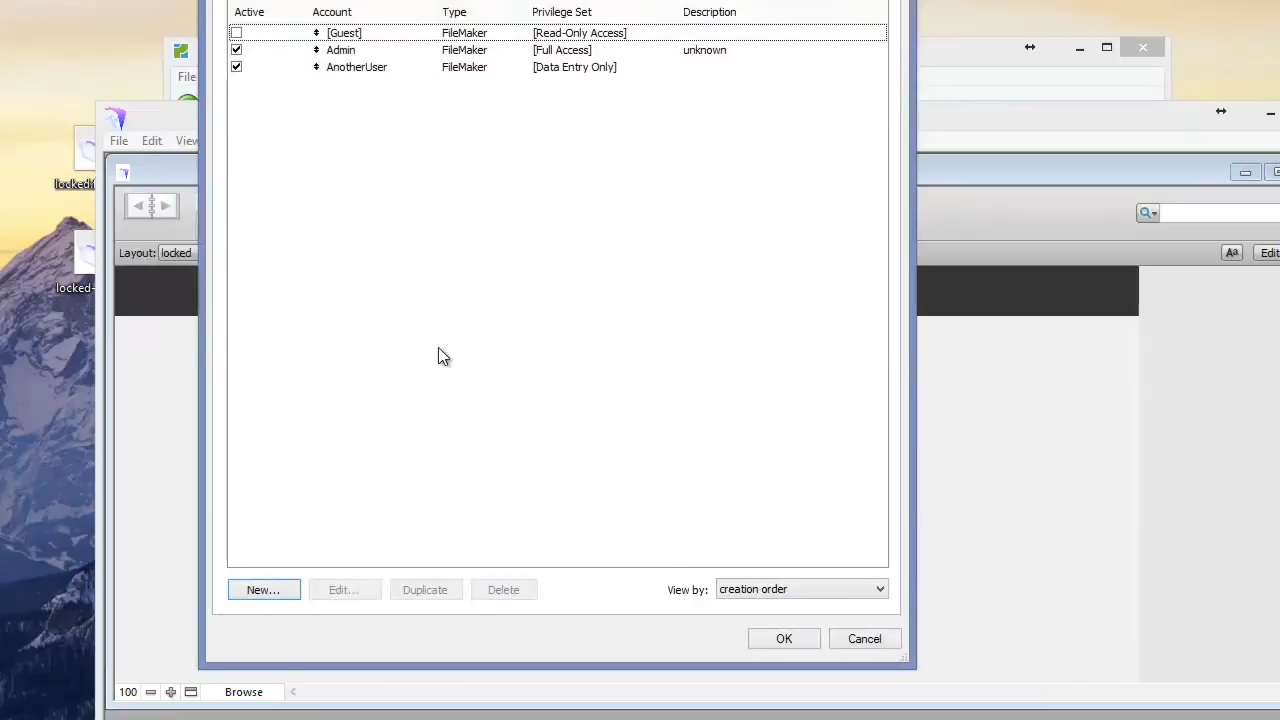 Active Account Type Privilege Set Description
[Guest] FileMaker [Read-Only Access]
Admin FileMaker [Full Access] unknown
AnotherUser FileMaker [Data Entry Only]
File
File Edit View
locked
Layout: locked
Aa Edit
locked-
New... Edit... Duplicate Delete View by: creation order
OK Cancel
100 Browse